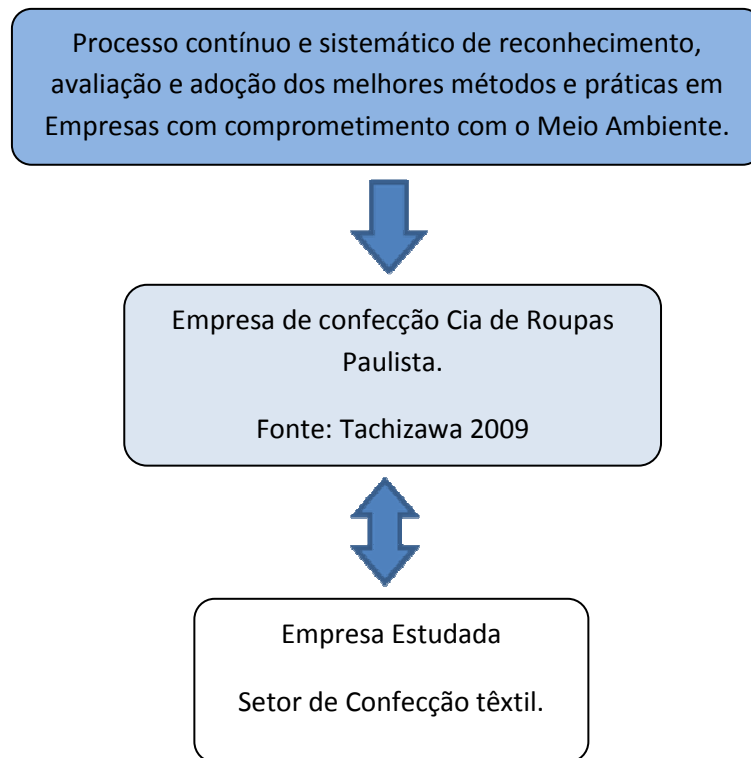 Processo contínuo e sistemático de reconhecimento,
avaliação e adoção dos melhores métodos e práticas em
Empresas com comprometimento com o Meio Ambiente.
Empresa de confecção Cia de Roupas
Paulista.
Fonte: Tachizawa 2009
Empresa Estudada
Setor de Confecção têxtil.